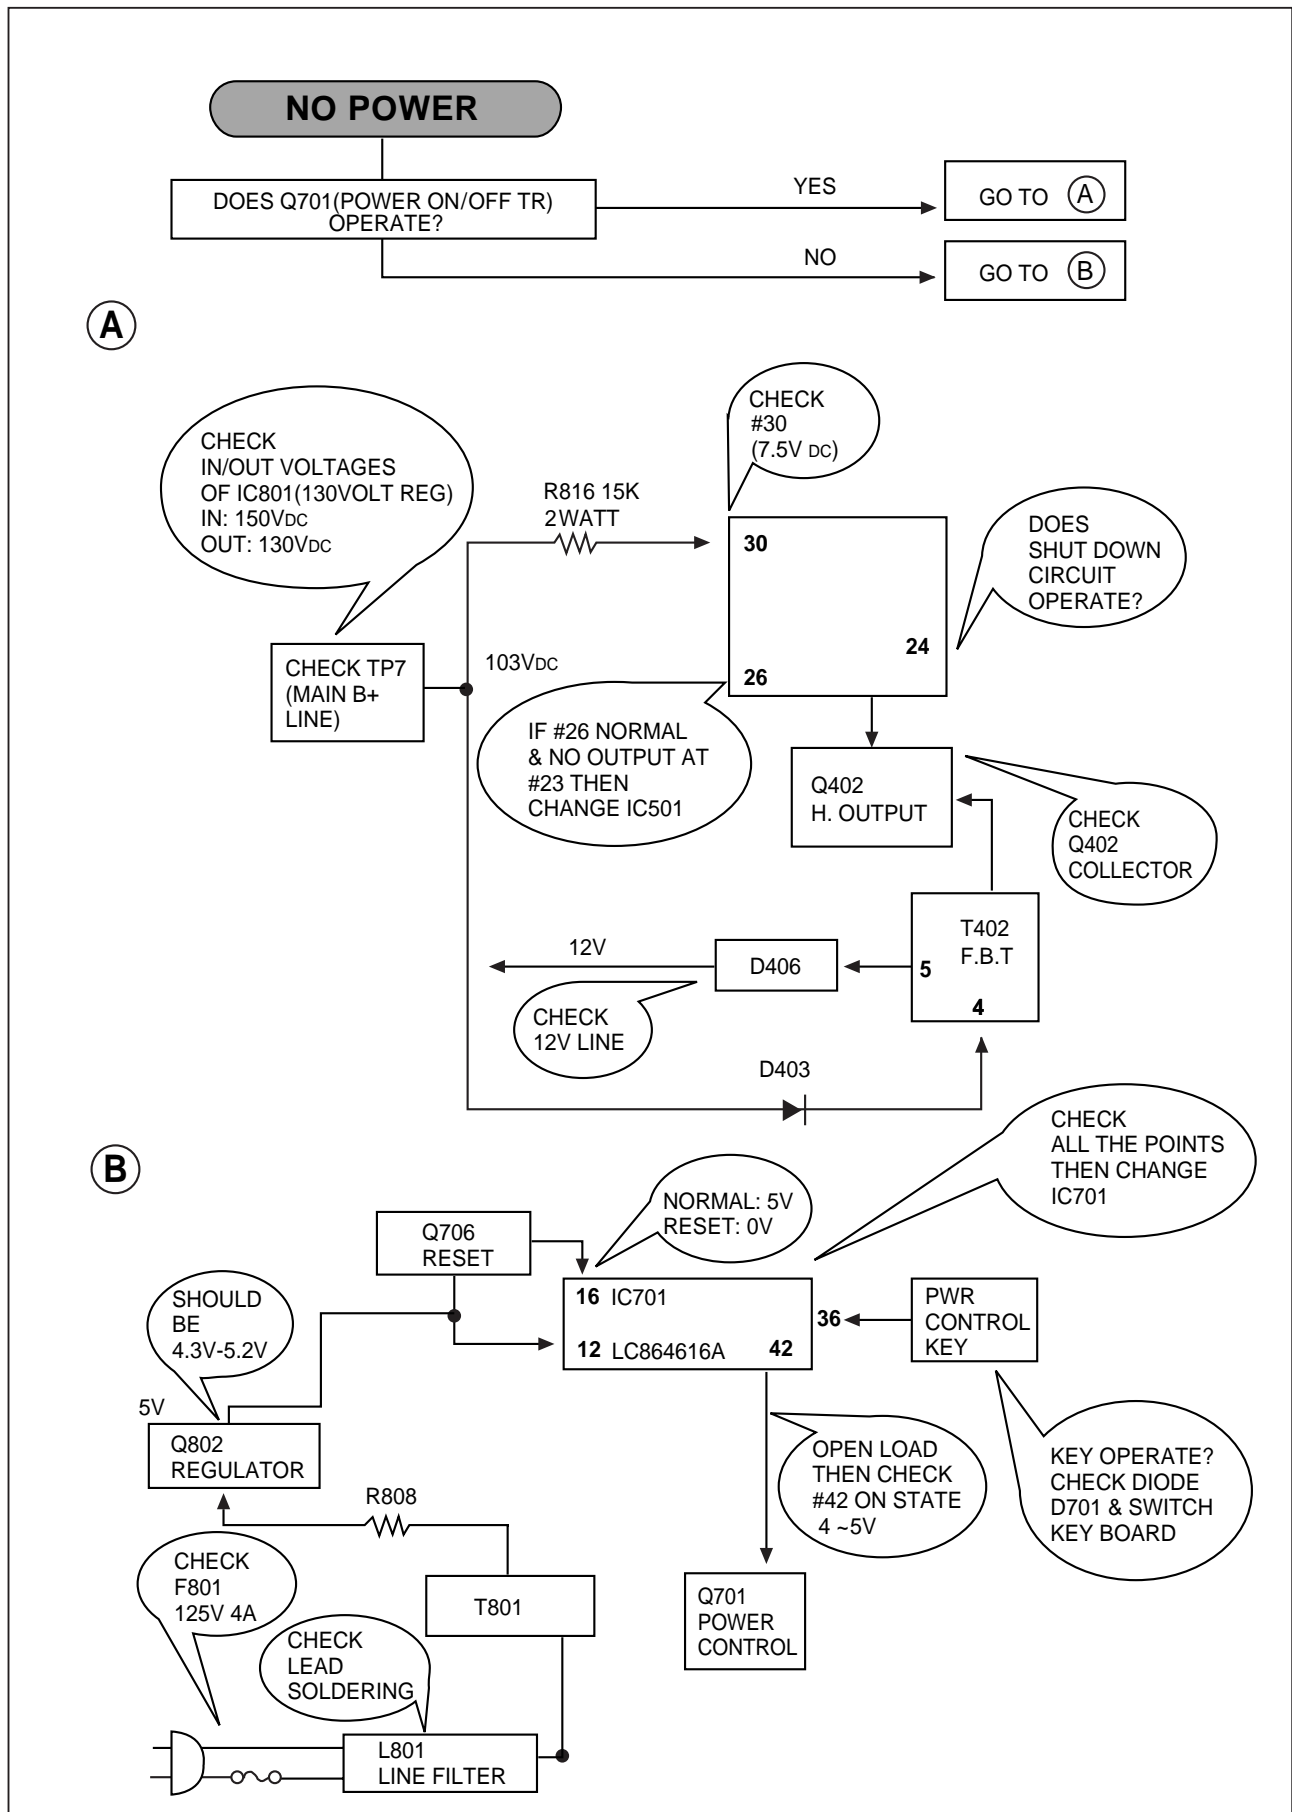 NO POWER
DOES Q701(POWER ON/OFF TR)
OPERATE?
YES
GO TO A
NO
GO TO B
A
CHECK
IN/OUT VOLTAGES
OF IC801(130VOLT REG)
IN: 150VDC
OUT: 130VDC
R816 15K
2WATT
CHECK
#30
(7.5V DC)
30
24
26
DOES
SHUT DOWN
CIRCUIT
OPERATE?
CHECK TP7
(MAIN B+
LINE)
103VDC
IF #26 NORMAL
& NO OUTPUT AT
#23 THEN
CHANGE IC501
Q402
H. OUTPUT
CHECK
Q402
COLLECTOR
T402
F.B.T
5
4
D406
12V
CHECK
12V LINE
D403
B
CHECK
ALL THE POINTS
THEN CHANGE
IC701
NORMAL: 5V
RESET: 0V
Q706
RESET
16 IC701
12 LC864616A 42
36
PWR
CONTROL
KEY
SHOULD
BE
4.3V-5.2V
5V
Q802
REGULATOR
OPEN LOAD
THEN CHECK
#42 ON STATE
4 ~5V
KEY OPERATE?
CHECK DIODE
D701 & SWITCH
KEY BOARD
R808
CHECK
F801
125V 4A
T801
Q701
POWER
CONTROL
CHECK
LEAD
SOLDERING
L801
LINE FILTER